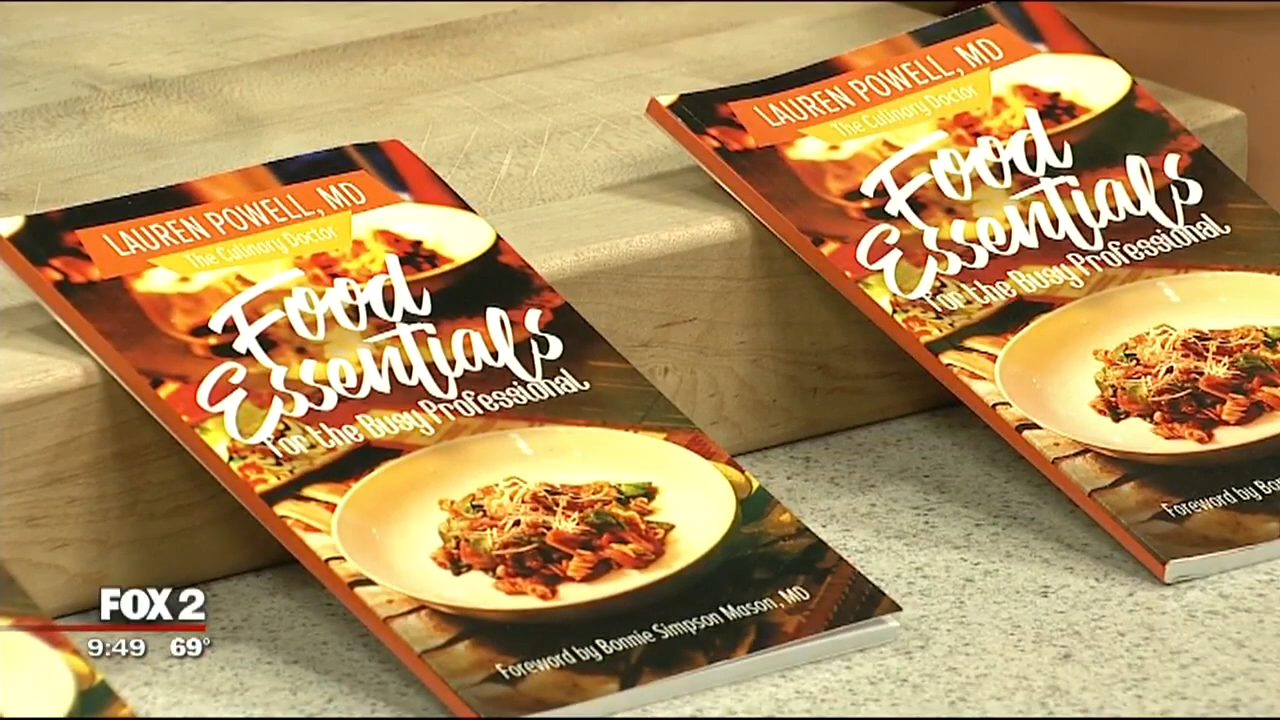 LAUREN POWELL, MD
The Culinary Doctor
Food
Essentials
For the Busy Professional
Foreword by Bonnie Simpson Mason, MD
LAUREN POWELL, MD
The Culinary Doctor
Food
Essentials
For the Busy Professional
Foreword by Bon
FOX 2
9:49 69°